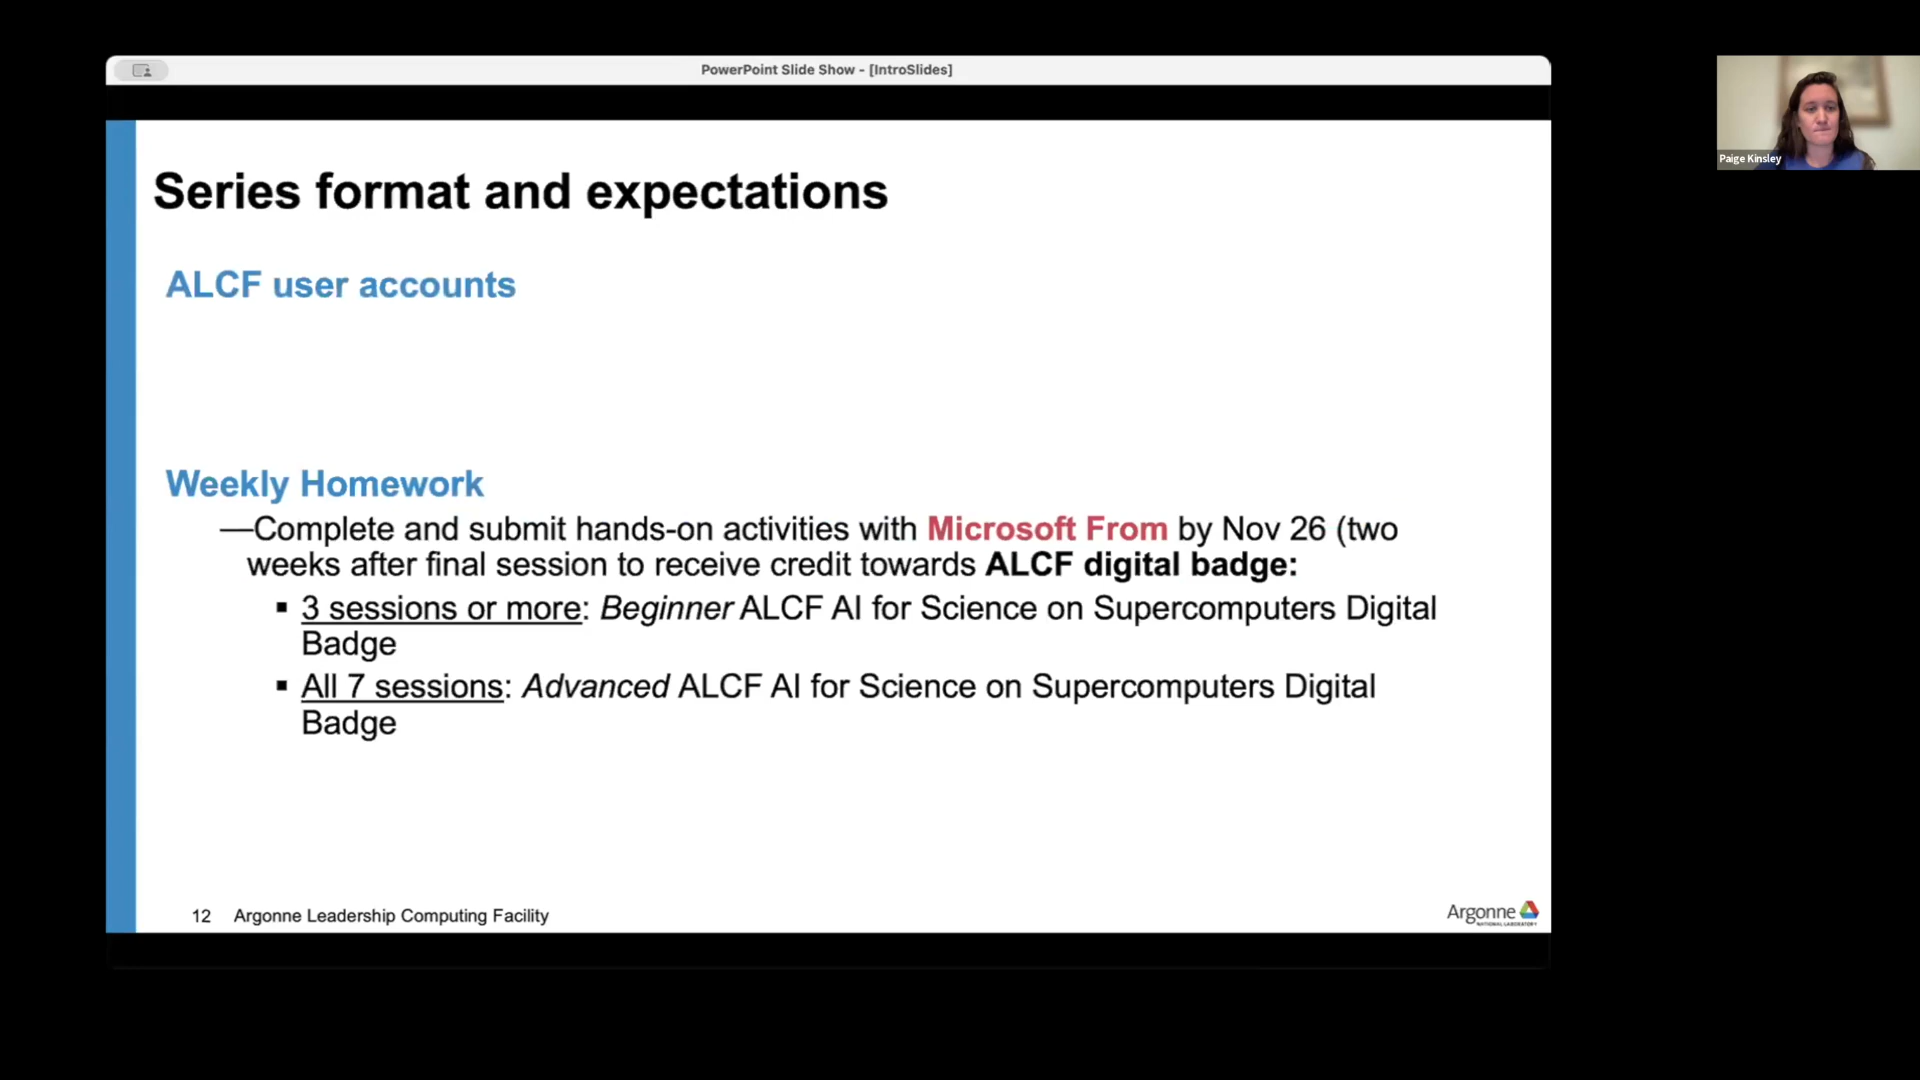 PowerPoint Slide Show - [IntroSlides]
Paige Kinsley
Series format and expectations
ALCF user accounts
Weekly Homework
—Complete and submit hands-on activities with Microsoft From by Nov 26 (two
weeks after final session to receive credit towards ALCF digital badge:
▪ 3 sessions or more: Beginner ALCF AI for Science on Supercomputers Digital
Badge
▪ All 7 sessions: Advanced ALCF AI for Science on Supercomputers Digital
Badge
12 Argonne Leadership Computing Facility
Argonne
NATIONAL LABORATORY